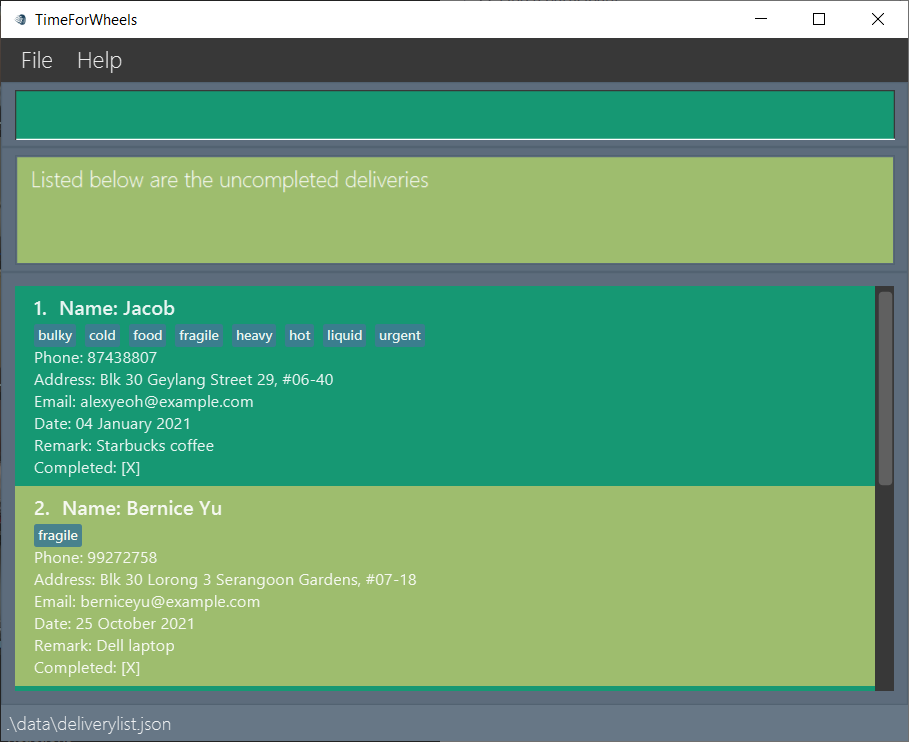 TimeForWheels
File Help
Listed below are the uncompleted deliveries
1. Name: Jacob
bulky cold food fragile heavy hot liquid urgent
Phone: 87438807
Address: Blk 30 Geylang Street 29, #06-40
Email: alexyeoh@example.com
Date: 04 January 2021
Remark: Starbucks coffee
Completed: [X]
2. Name: Bernice Yu
fragile
Phone: 99272758
Address: Blk 30 Lorong 3 Serangoon Gardens, #07-18
Email: berniceyu@example.com
Date: 25 October 2021
Remark: Dell laptop
Completed: [X]
.\data\deliverylist.json